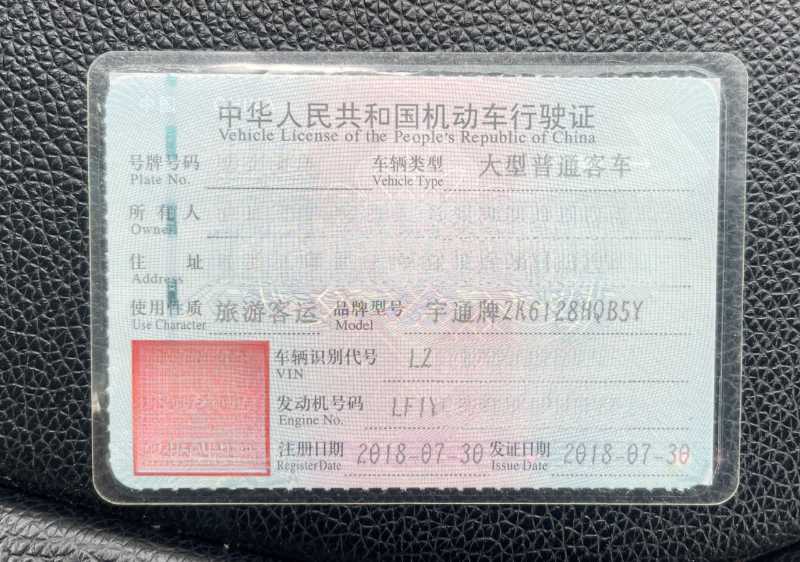 中华人民共和国机动车行驶证
Vehicle License of the People's Republic of China
号牌号码 车辆类型 大型普通客车
Plate No. Vehicle Type
所有人
Owner
住址
Address
使用性质 旅游客运 品牌型号 宇通牌ZK6128HQB5Y
Use Character Model
车辆识别代号 LZ
VIN
发动机号码 LF1Y
Engine No.
注册日期 2018-07-30 发证日期 2018-07-30
Register Date Issue Date